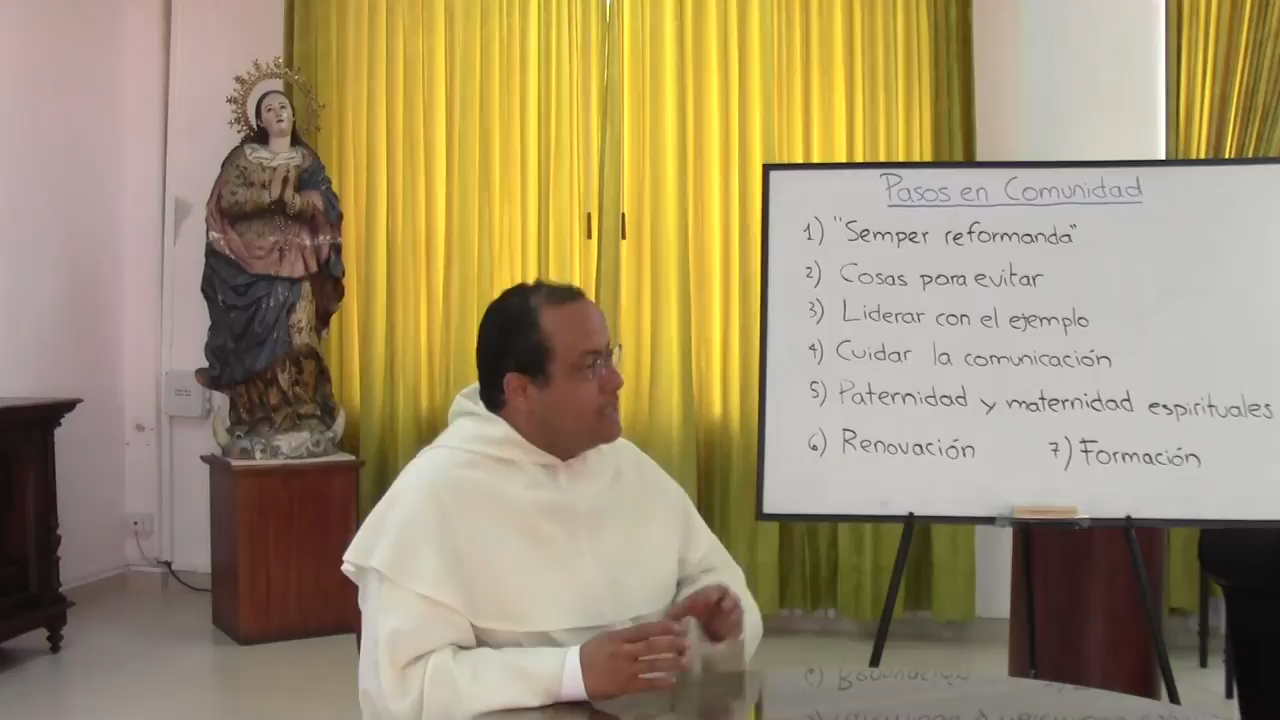 Pasos en Comunidad
1) "Semper reformanda"
2) Cosas para evitar
3) Liderar con el ejemplo
4) Cuidar la comunicación
5) Paternidad y maternidad espirituales
6) Renovación 7) Formación